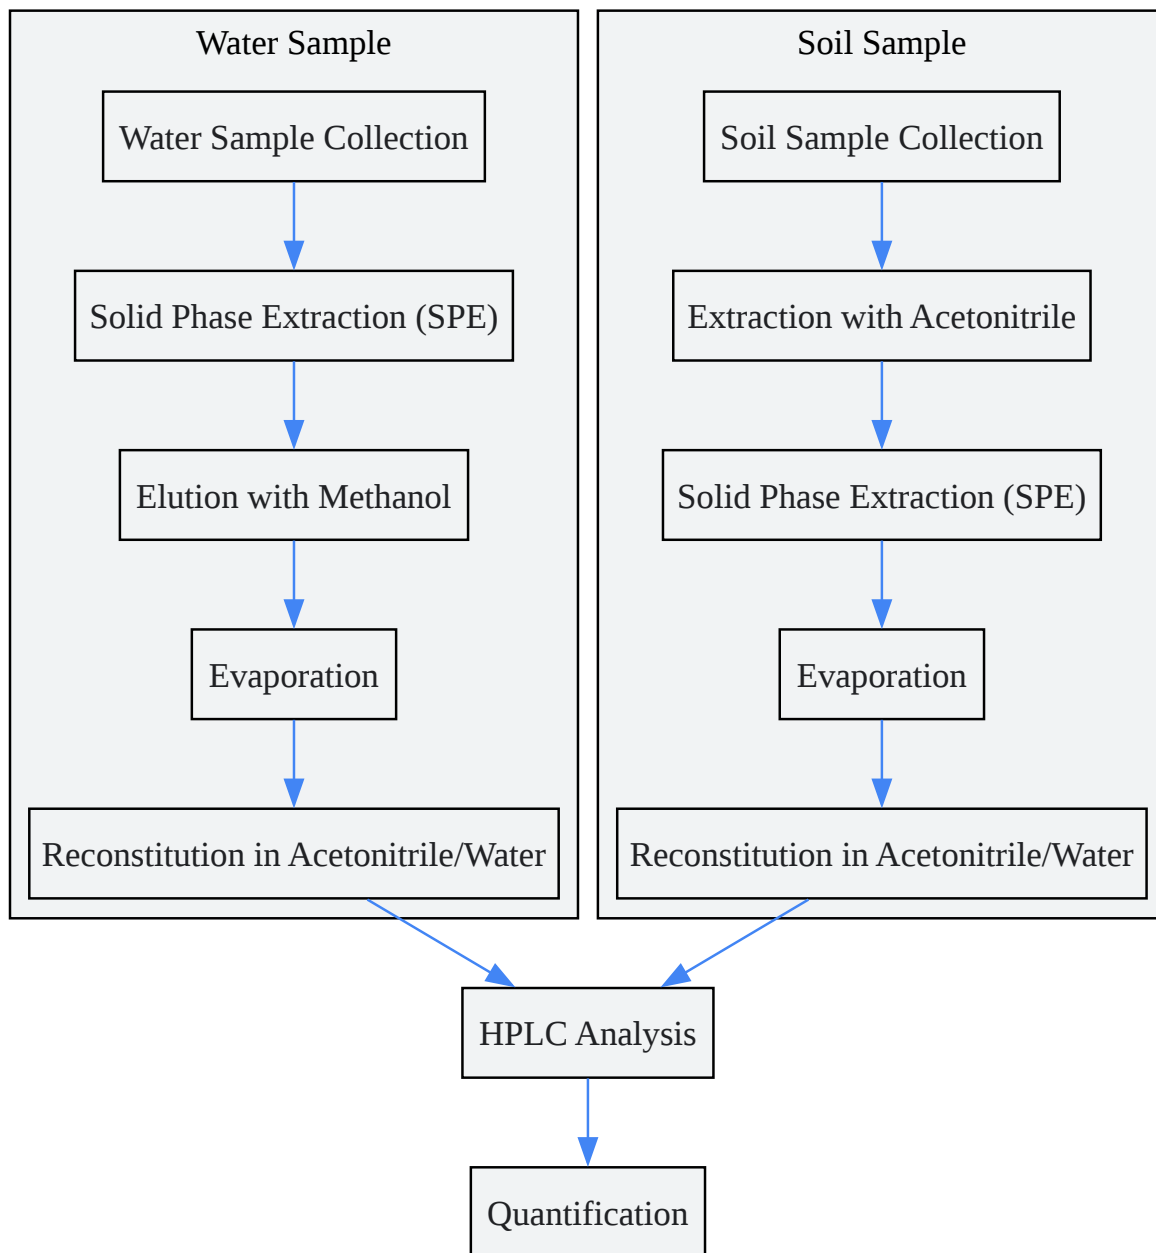 Water Sample
Water Sample Collection
Solid Phase Extraction (SPE)
Elution with Methanol
Evaporation
Reconstitution in Acetonitrile/Water
Soil Sample
Soil Sample Collection
Extraction with Acetonitrile
Solid Phase Extraction (SPE)
Evaporation
Reconstitution in Acetonitrile/Water
HPLC Analysis
Quantification